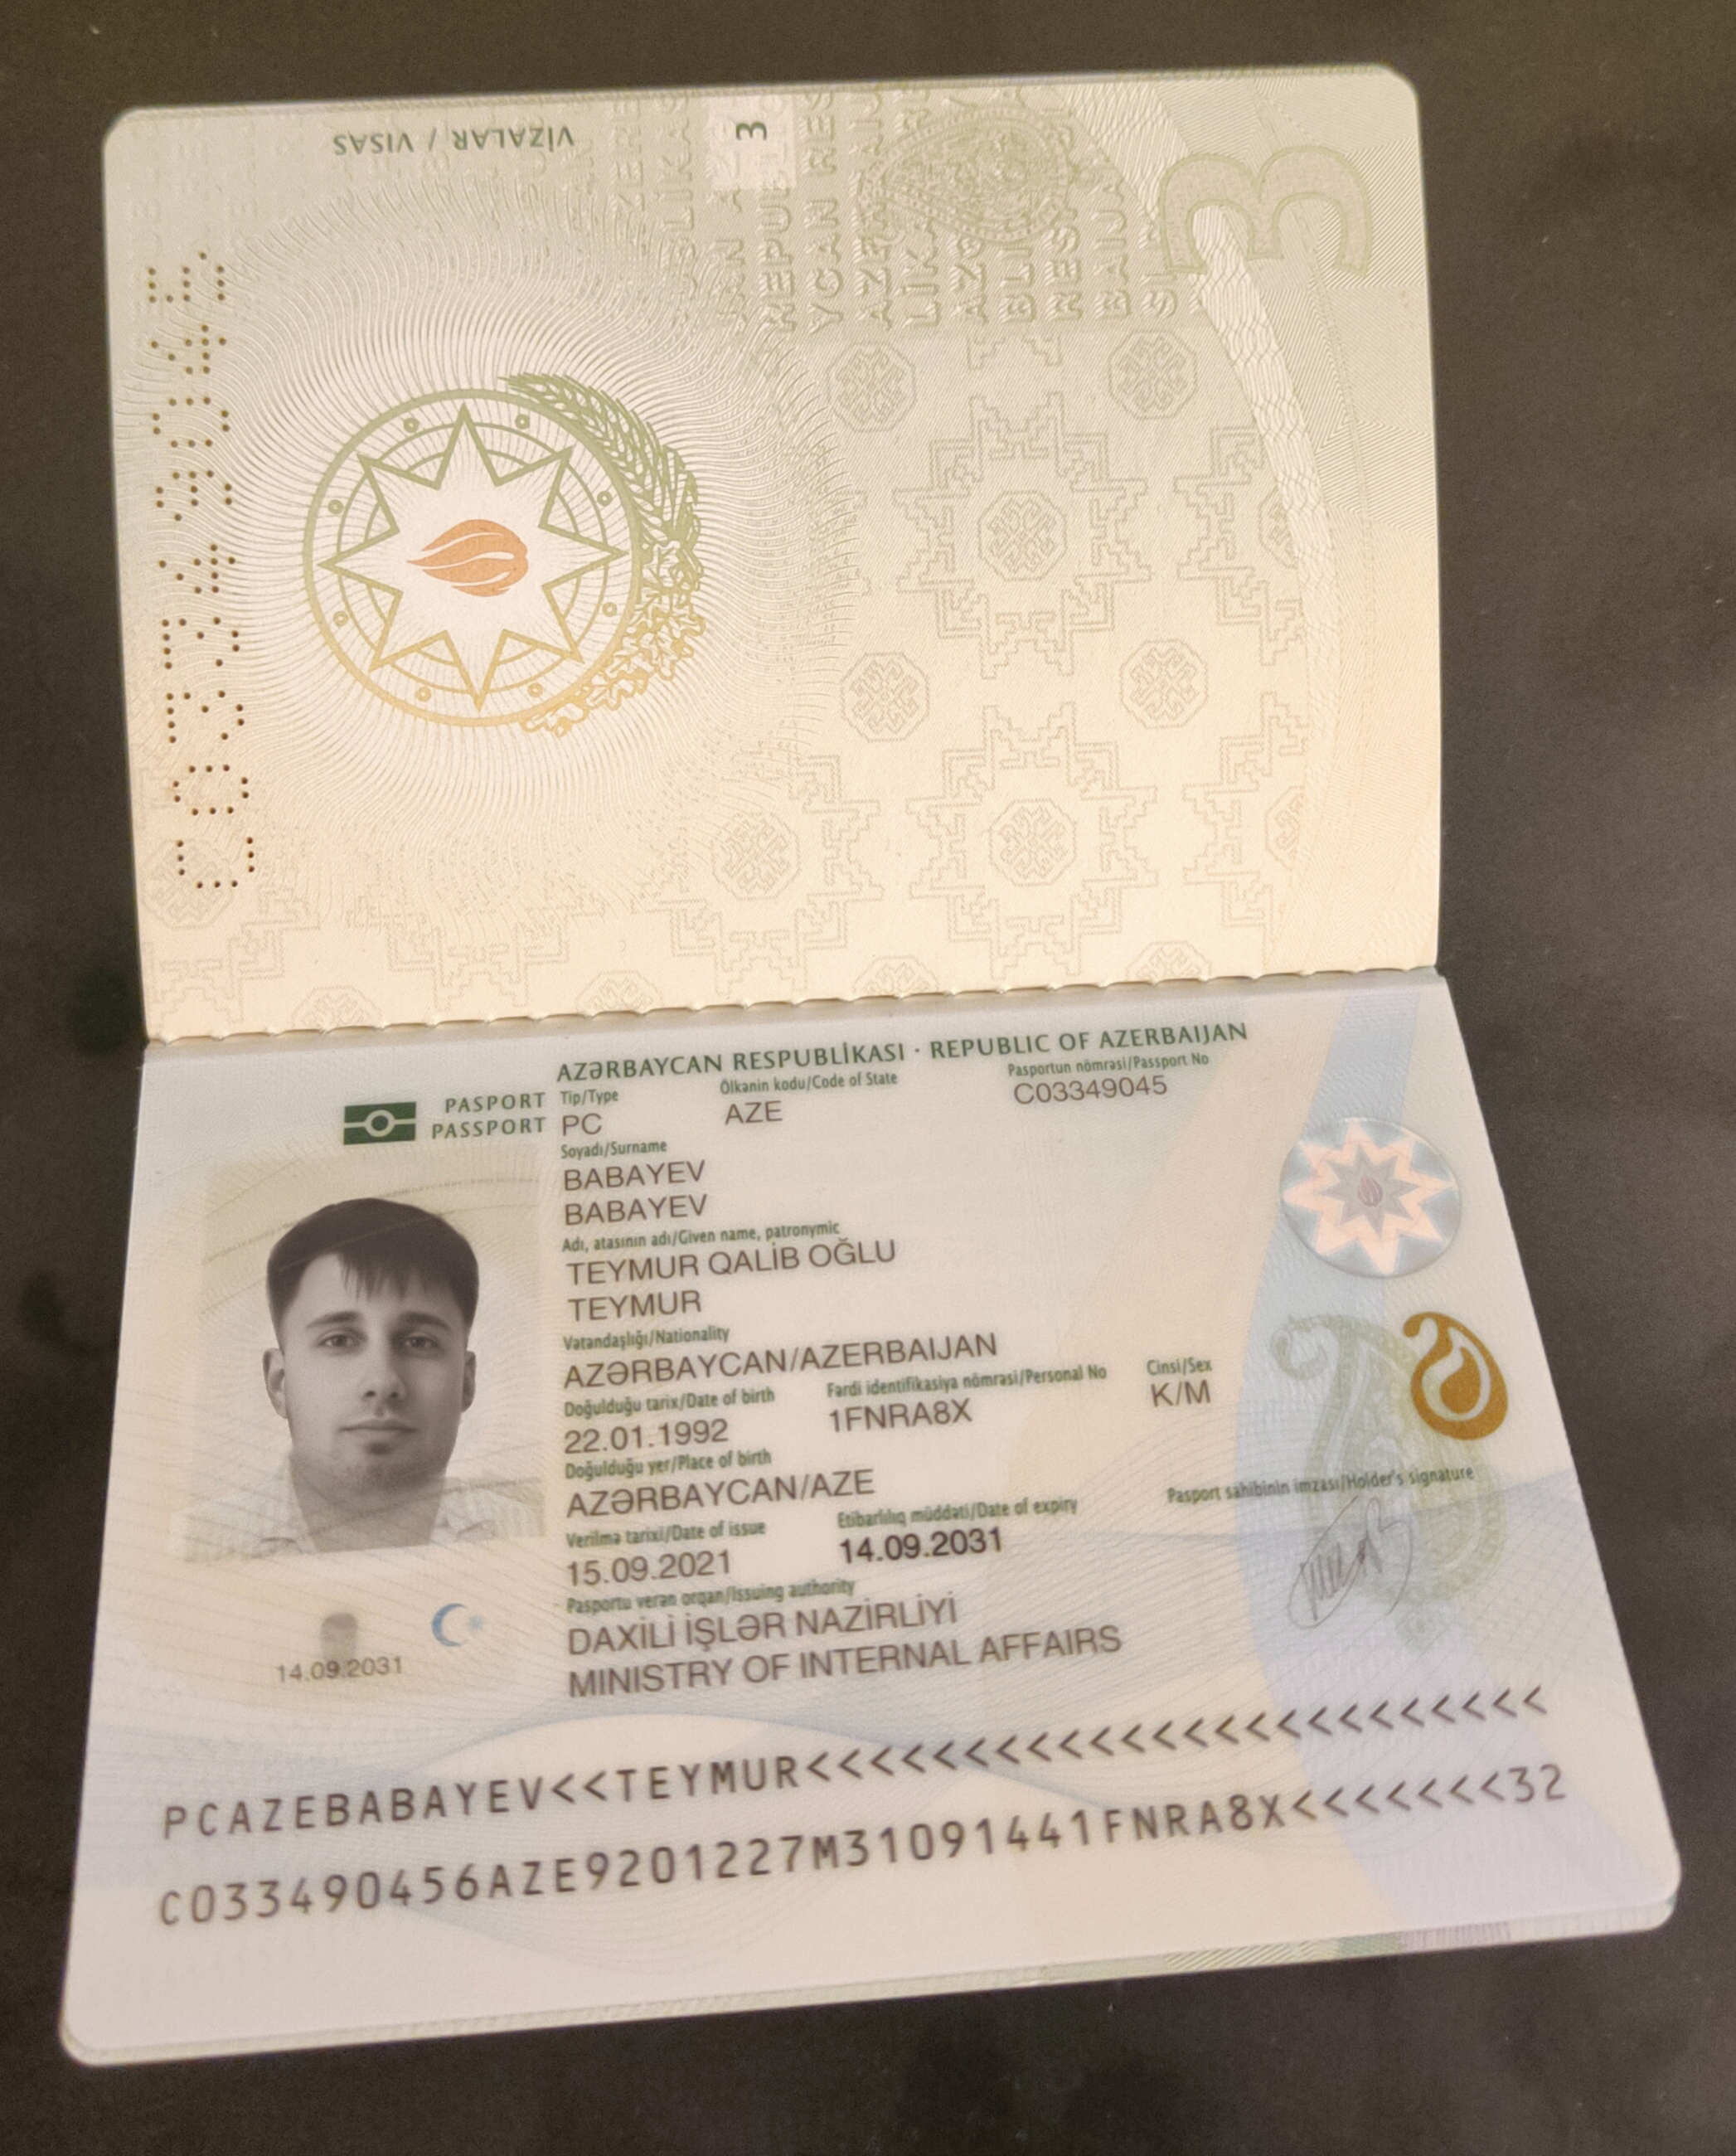 VİZALAR / VISAS
3
AZƏRBAYCAN RESPUBLİKASI · REPUBLIC OF AZERBAIJAN
PASPORT
PASSPORT
Tip/Type
Ölkənin kodu/Code of State
Pasportun nömrəsi/Passport No
PC
AZE
C03349045
Soyadı/Surname
BABAYEV
BABAYEV
Adı, atasının adı/Given name, patronymic
TEYMUR QALİB OĞLU
TEYMUR
Vətəndaşlığı/Nationality
AZƏRBAYCAN/AZERBAIJAN
Doğulduğu tarix/Date of birth
Fərdi identifikasiya nömrəsi/Personal No
Cinsi/Sex
22.01.1992
1FNRA8X
K/M
Doğulduğu yer/Place of birth
AZƏRBAYCAN/AZE
Verilmə tarixi/Date of issue
Etibarlılıq müddəti/Date of expiry
Pasport sahibinin imzası/Holder's signature
15.09.2021
14.09.2031
Pasportu verən orqan/Issuing authority
DAXİLİ İŞLƏR NAZİRLİYİ
MINISTRY OF INTERNAL AFFAIRS
14.09.2031
PCAZEBABAYEV<<TEYMUR<<<<<<<<<<<<<<<<<<<<<<<<
C033490456AZE9201227M31091441FNRA8X<<<<<<<32